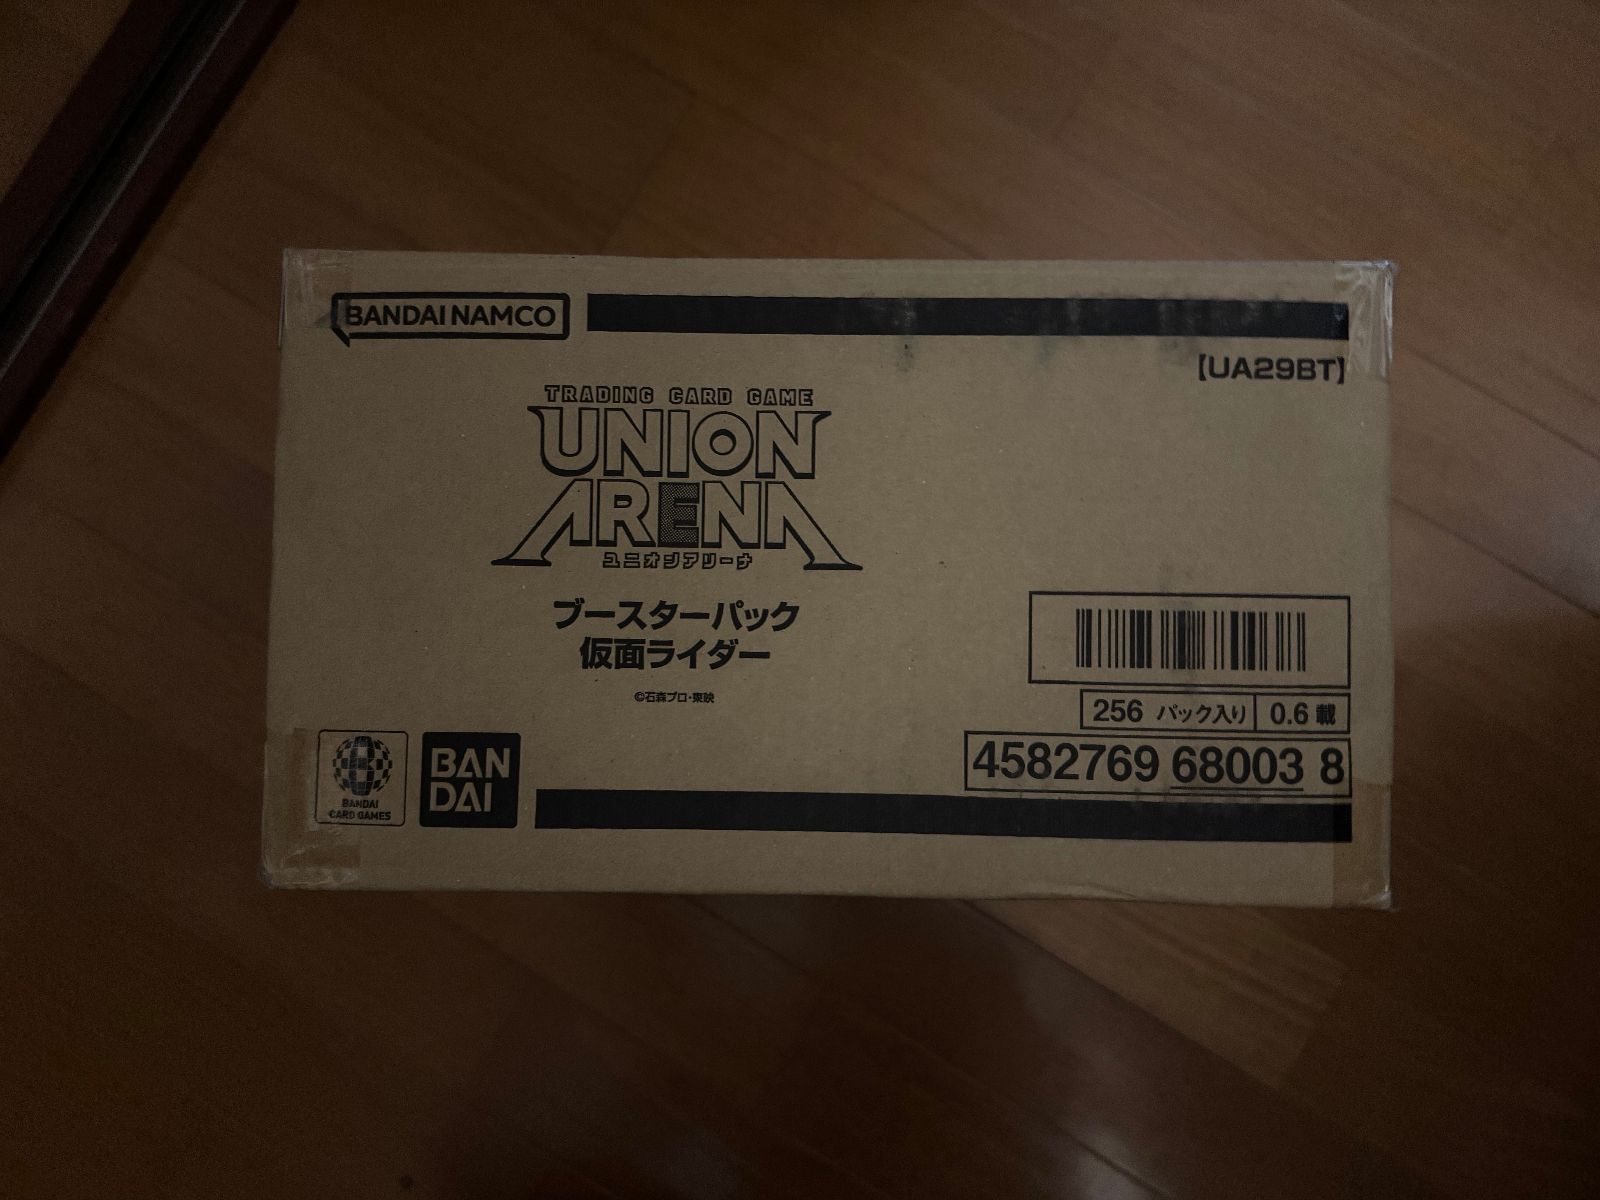 BANDAI NAMCO
【UA29BT】
TRADING CARD GAME
UNION
ARENA
ユニオンアリーナ
ブースターパック
仮面ライダー
©石森プロ・東映
256 パック入り 0.6 載
4582769 68003 8
BANDAI
CARD GAMES
BAN
DAI